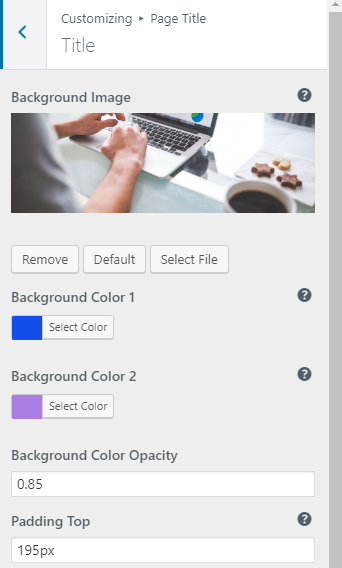 Customizing ▸ Page Title
Title
Background Image
Remove Default Select File
Background Color 1
Select Color
Background Color 2
Select Color
Background Color Opacity
0.85
Padding Top
195px